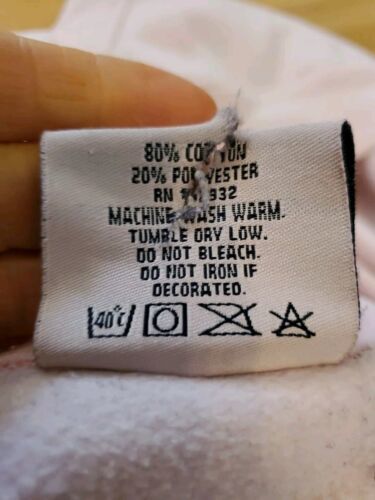 80% COTTON
20% POLYESTER
RN 932
MACHINE WASH WARM.
TUMBLE DRY LOW.
DO NOT BLEACH.
DO NOT IRON IF
DECORATED.
40°C